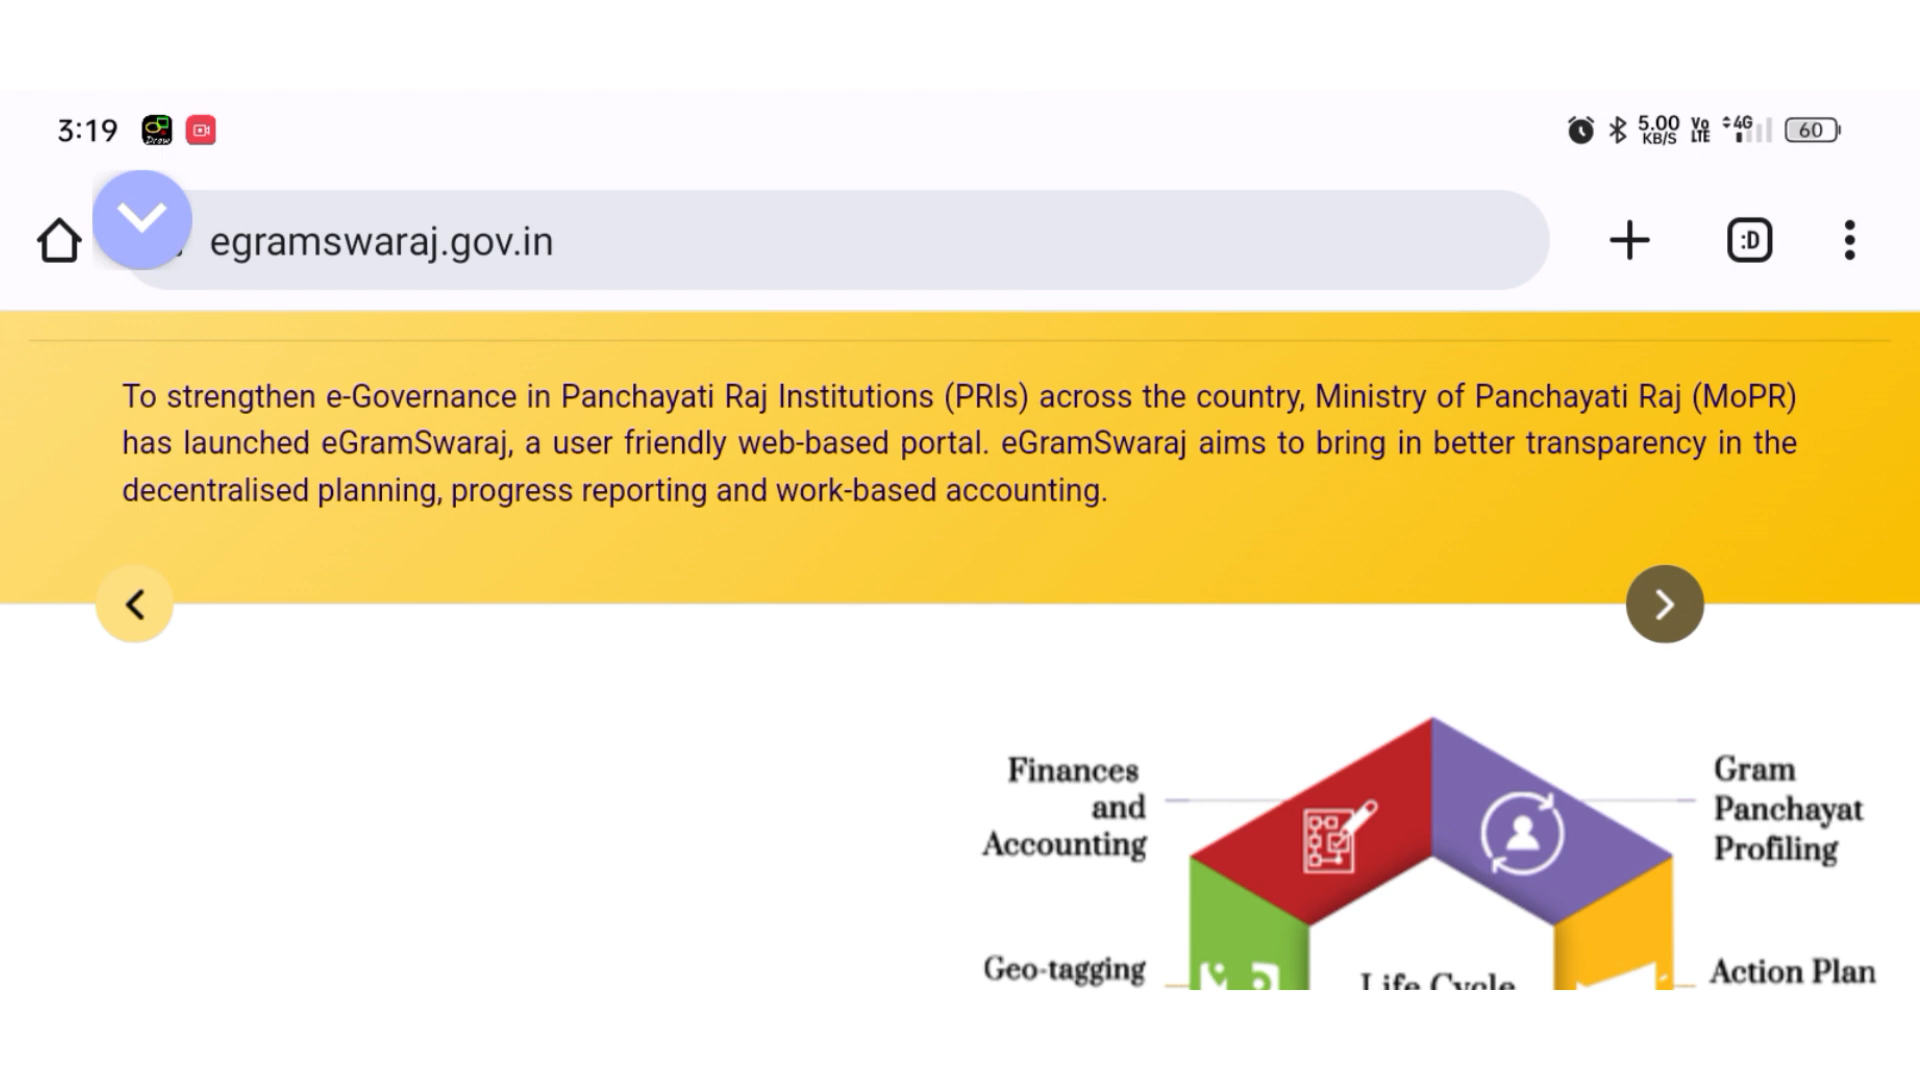 3:19
Draw
5.00 KB/S
Vo LTE
4G
60
egramswaraj.gov.in
:D
To strengthen e-Governance in Panchayati Raj Institutions (PRIs) across the country, Ministry of Panchayati Raj (MoPR)
has launched eGramSwaraj, a user friendly web-based portal. eGramSwaraj aims to bring in better transparency in the
decentralised planning, progress reporting and work-based accounting.
Finances
and
Accounting
Gram
Panchayat
Profiling
Geo-tagging
Life Cycle
Action Plan